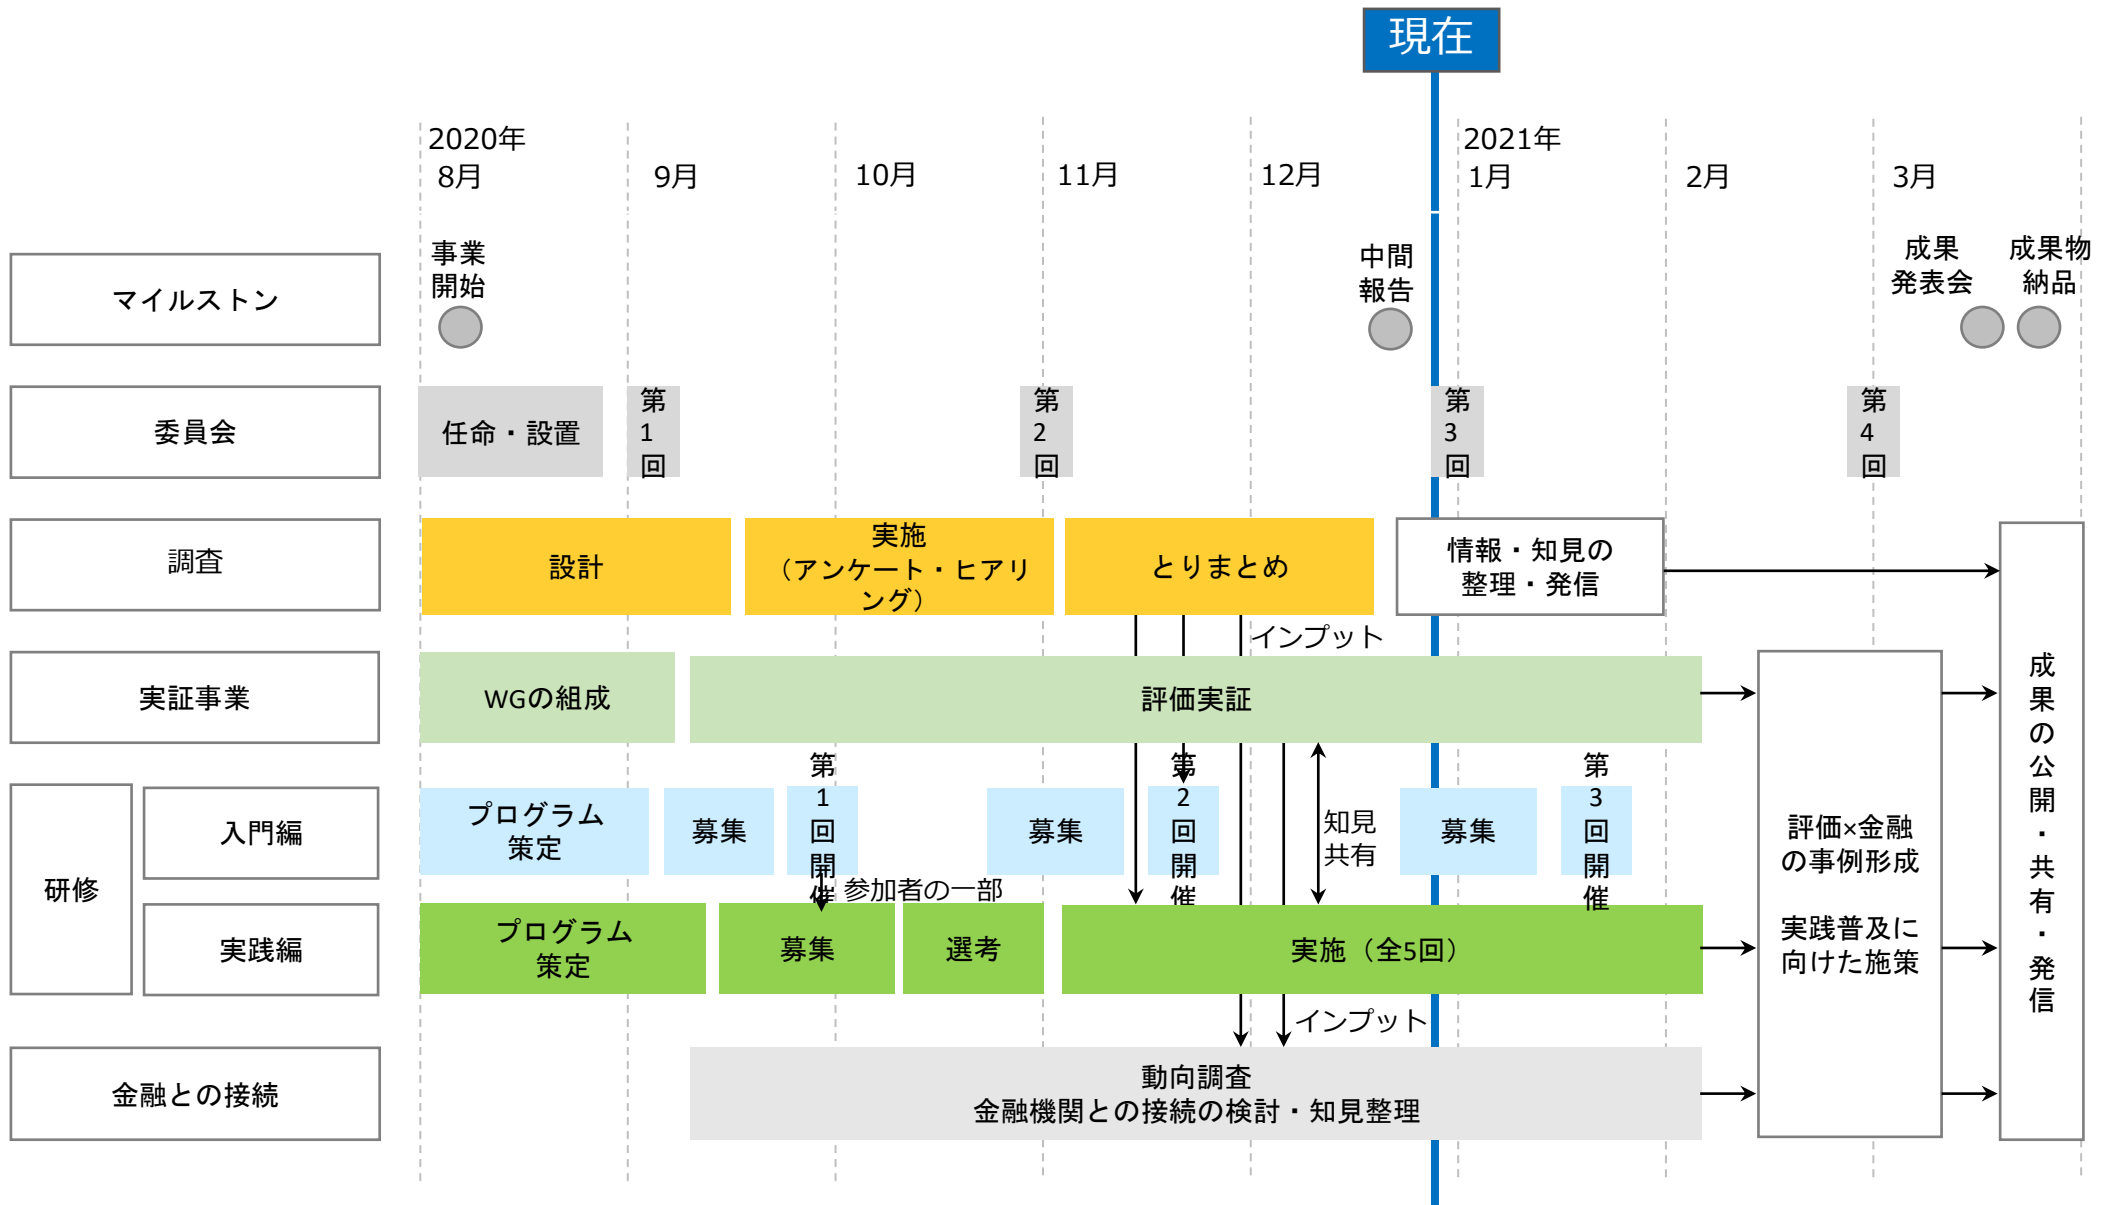 現在
2020年
8月
9月
10月
11月
12月
2021年
1月
2月
3月
マイルストン
事業
開始
中間
報告
成果
発表会
成果物
納品
委員会
任命・設置
第
1
回
第
2
回
第
3
回
第
4
回
調査
設計
実施
（アンケート・ヒアリ
ング）
とりまとめ
情報・知見の
整理・発信
インプット
実証事業
WGの組成
評価実証
研修
入門編
プログラム
策定
募集
第
1
回
開
催
募集
第
2
回
開
催
知見
共有
募集
第
3
回
開
催
参加者の一部
実践編
プログラム
策定
募集
選考
実施（全5回）
インプット
金融との接続
動向調査
金融機関との接続の検討・知見整理
評価×金融
の事例形成
実践普及に
向けた施策
成
果
の
公
開
・
共
有
・
発
信